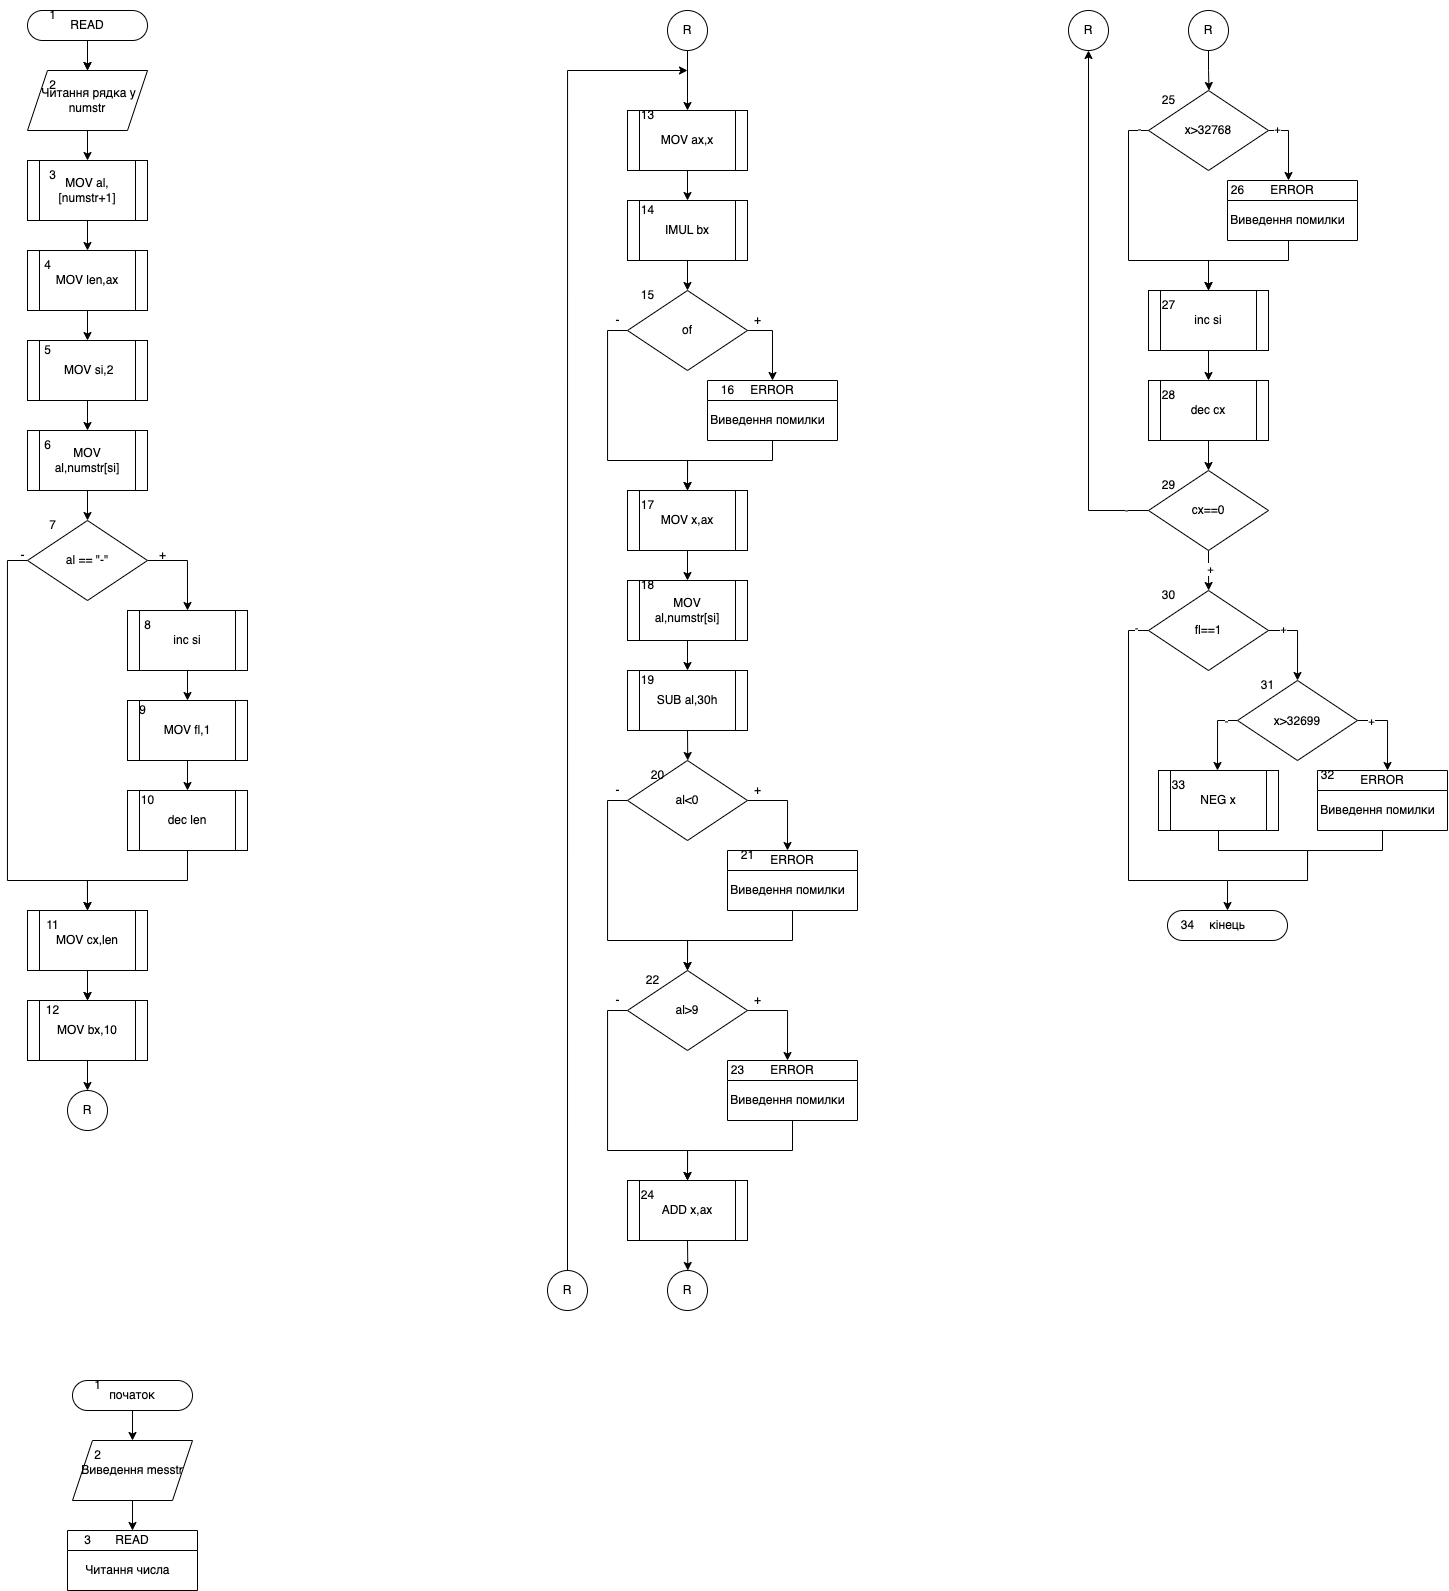 1
READ
2
Читання рядка у
numstr
3
MOV al,
[numstr+1]
4
MOV len,ax
5
MOV si,2
6
MOV
al,numstr[si]
7
al == "-"
-
+
8
inc si
9
MOV fl,1
10
dec len
11
MOV cx,len
12
MOV bx,10
R
R
13
MOV ax,x
14
IMUL bx
15
of
-
+
16 ERROR
Виведення помилки
17
MOV x,ax
18
MOV
al,numstr[si]
19
SUB al,30h
20
al<0
-
+
21 ERROR
Виведення помилки
22
al>9
-
+
23 ERROR
Виведення помилки
24
ADD x,ax
R
R
R
R
25
x>32768
-
+
26 ERROR
Виведення помилки
27
inc si
28
dec cx
29
cx==0
-
+
30
fl==1
-
+
31
x>32699
-
+
32 ERROR
Виведення помилки
33
NEG x
34 кінець
1
початок
2
Виведення messtr
3 READ
Читання числа